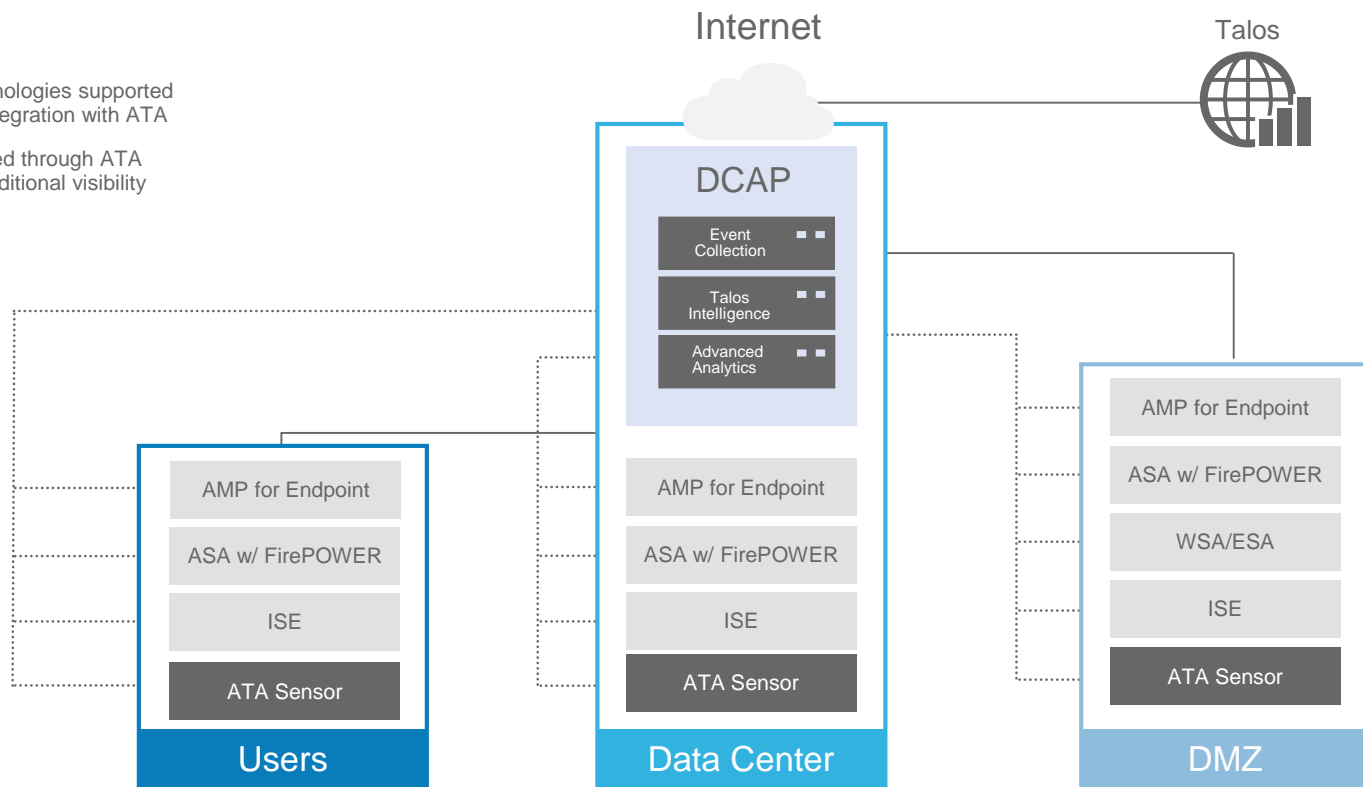 Internet
Talos
nologies supported
egration with ATA
ed through ATA
ditional visibility
DCAP
Event
Collection
Talos
Intelligence
Advanced
Analytics
AMP for Endpoint
ASA w/ FirePOWER
ISE
ATA Sensor
Users
AMP for Endpoint
ASA w/ FirePOWER
ISE
ATA Sensor
Data Center
AMP for Endpoint
ASA w/ FirePOWER
WSA/ESA
ISE
ATA Sensor
DMZ